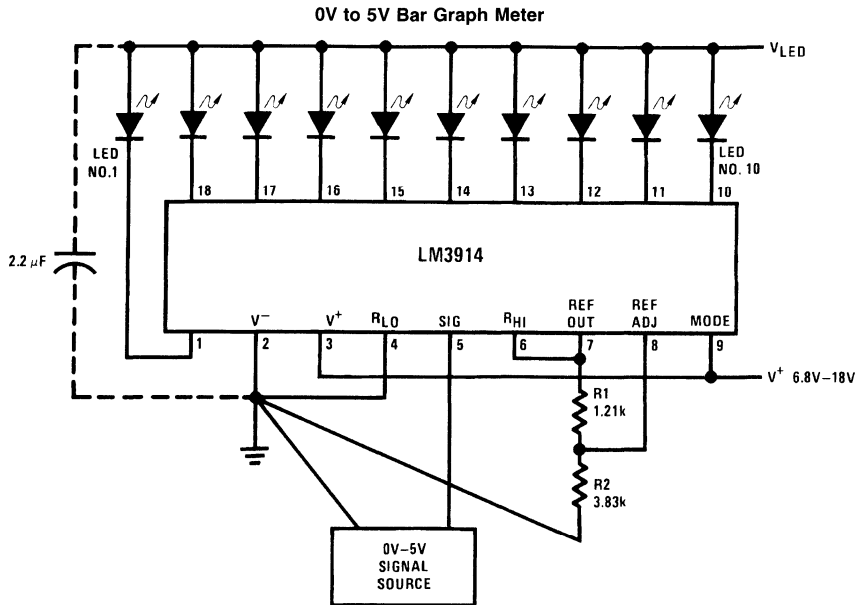 0V to 5V Bar Graph Meter
VLED
LED
NO.1
LED
NO. 10
18 17 16 15 14 13 12 11 10
2.2 µF
LM3914
V− V+ RLO SIG RHI REF OUT REF ADJ MODE
1 2 3 4 5 6 7 8 9
V+ 6.8V–18V
R1
1.21k
R2
3.83k
0V–5V
SIGNAL
SOURCE